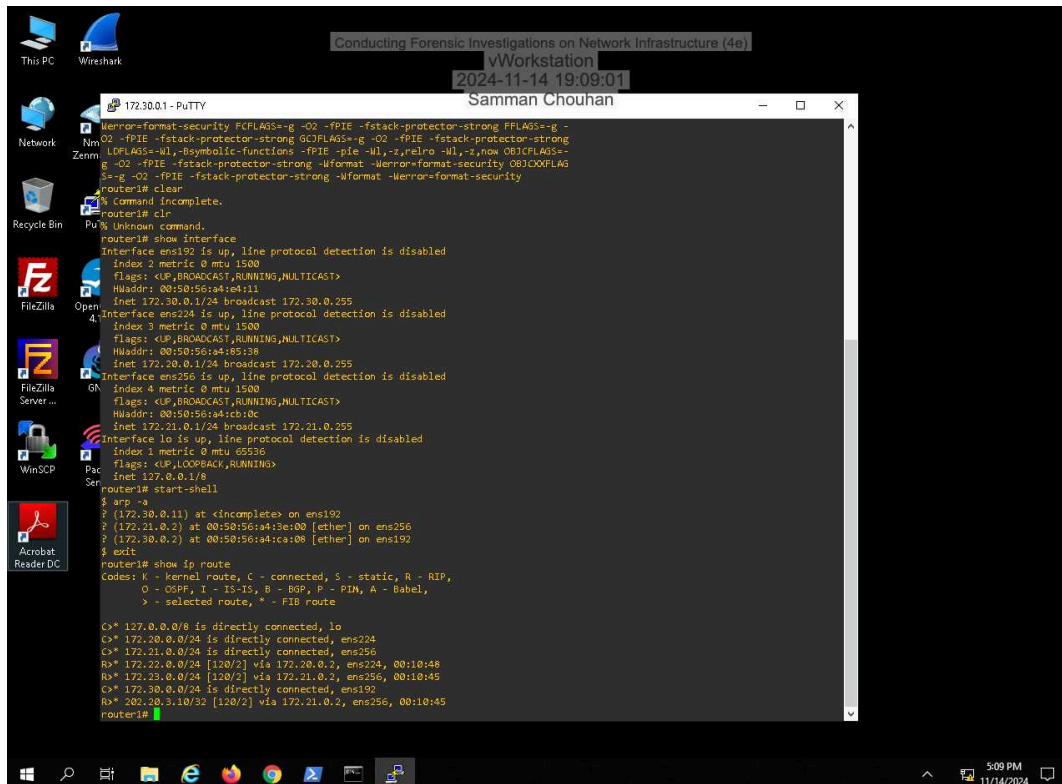 Conducting Forensic Investigations on Network Infrastructure (4e)
vWorkstation
2024-11-14 19:09:01
Samman Chouhan
This PC
Wireshark
Network
Nm
Zenm
Recycle Bin
Pu
FileZilla
Open
4.
FileZilla
Server ...
GN
WinSCP
Pac
Ser
Acrobat
Reader DC
172.30.0.1 - PuTTY
Werror=format-security FCFLAGS=-g -O2 -fPIE -fstack-protector-strong FFLAGS=-g -
O2 -fPIE -fstack-protector-strong GCJFLAGS=-g -O2 -fPIE -fstack-protector-strong
LDFLAGS=-Wl,-Bsymbolic-functions -fPIE -pie -Wl,-z,relro -Wl,-z,now OBJCFLAGS=-
g -O2 -fPIE -fstack-protector-strong -Wformat -Werror=format-security OBJCXXFLAG
S=-g -O2 -fPIE -fstack-protector-strong -Wformat -Werror=format-security
router1# clear
% Command incomplete.
router1# clr
% Unknown command.
router1# show interface
Interface ens192 is up, line protocol detection is disabled
index 2 metric 0 mtu 1500
flags: <UP,BROADCAST,RUNNING,MULTICAST>
HWaddr: 00:50:56:a4:e4:11
inet 172.30.0.1/24 broadcast 172.30.0.255
Interface ens224 is up, line protocol detection is disabled
index 3 metric 0 mtu 1500
flags: <UP,BROADCAST,RUNNING,MULTICAST>
HWaddr: 00:50:56:a4:85:38
inet 172.20.0.1/24 broadcast 172.20.0.255
Interface ens256 is up, line protocol detection is disabled
index 4 metric 0 mtu 1500
flags: <UP,BROADCAST,RUNNING,MULTICAST>
HWaddr: 00:50:56:a4:cb:0c
inet 172.21.0.1/24 broadcast 172.21.0.255
Interface lo is up, line protocol detection is disabled
index 1 metric 0 mtu 65536
flags: <UP,LOOPBACK,RUNNING>
inet 127.0.0.1/8
router1# start-shell
$ arp -a
? (172.30.0.11) at <incomplete> on ens192
? (172.21.0.2) at 00:50:56:a4:3e:00 [ether] on ens256
? (172.30.0.2) at 00:50:56:a4:ca:08 [ether] on ens192
$ exit
router1# show ip route
Codes: K - kernel route, C - connected, S - static, R - RIP,
O - OSPF, I - IS-IS, B - BGP, P - PIM, A - Babel,
> - selected route, * - FIB route
C>* 127.0.0.0/8 is directly connected, lo
C>* 172.20.0.0/24 is directly connected, ens224
C>* 172.21.0.0/24 is directly connected, ens256
R>* 172.22.0.0/24 [120/2] via 172.20.0.2, ens224, 00:10:48
R>* 172.23.0.0/24 [120/2] via 172.21.0.2, ens256, 00:10:45
C>* 172.30.0.0/24 is directly connected, ens192
R>* 202.20.3.10/32 [120/2] via 172.21.0.2, ens256, 00:10:45
router1#
5:09 PM
11/14/2024